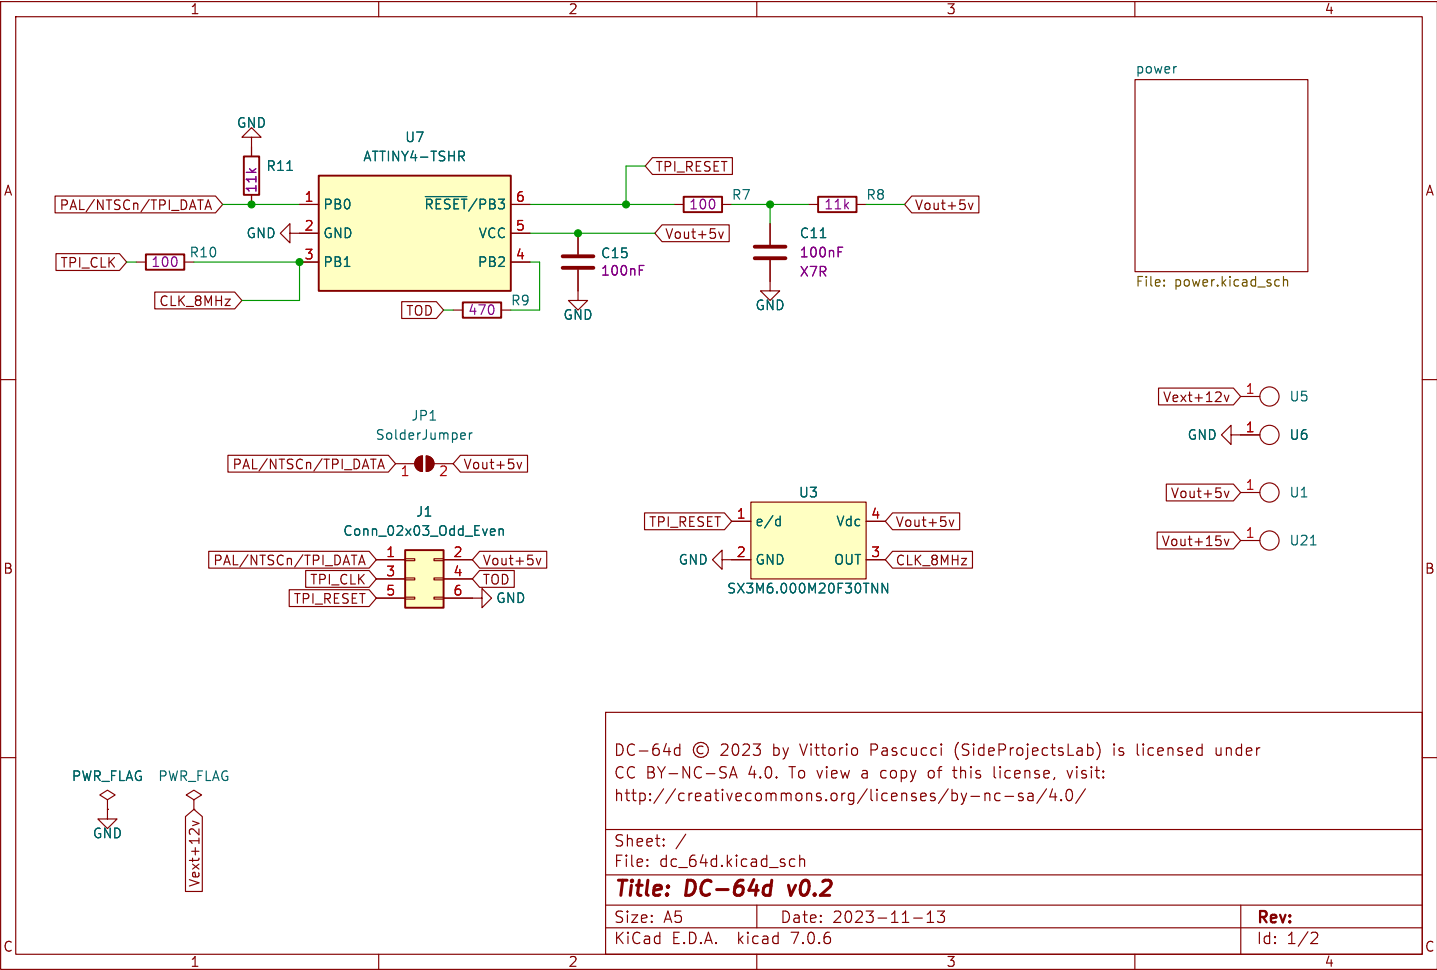 1 2 3 4
A A
B B
C C
1 2 3 4
power
File: power.kicad_sch
GND
R11
11k
U7
ATTINY4-TSHR
PAL/NTSCn/TPI_DATA
1 PB0
GND
2 GND
TPI_CLK
100
R10
3 PB1
CLK_8MHz
RESET/PB3 6
VCC 5
PB2 4
TOD
470
R9
TPI_RESET
100
R7
11k
R8
Vout+5v
Vout+5v
C15
100nF
GND
C11
100nF
X7R
GND
JP1
SolderJumper
PAL/NTSCn/TPI_DATA
1 2
Vout+5v
J1
Conn_02x03_Odd_Even
PAL/NTSCn/TPI_DATA 1 2 Vout+5v
TPI_CLK 3 4 TOD
TPI_RESET 5 6 GND
U3
TPI_RESET 1 e/d Vdc 4 Vout+5v
GND 2 GND OUT 3 CLK_8MHz
SX3M6.000M20F30TNN
Vext+12v 1 U5
GND 1 U6
Vout+5v 1 U1
Vout+15v 1 U21
PWR_FLAG PWR_FLAG
GND
Vext+12v
DC-64d © 2023 by Vittorio Pascucci (SideProjectsLab) is licensed under
CC BY-NC-SA 4.0. To view a copy of this license, visit:
http://creativecommons.org/licenses/by-nc-sa/4.0/
Sheet: /
File: dc_64d.kicad_sch
Title: DC-64d v0.2
Size: A5 Date: 2023-11-13 Rev:
KiCad E.D.A. kicad 7.0.6 Id: 1/2